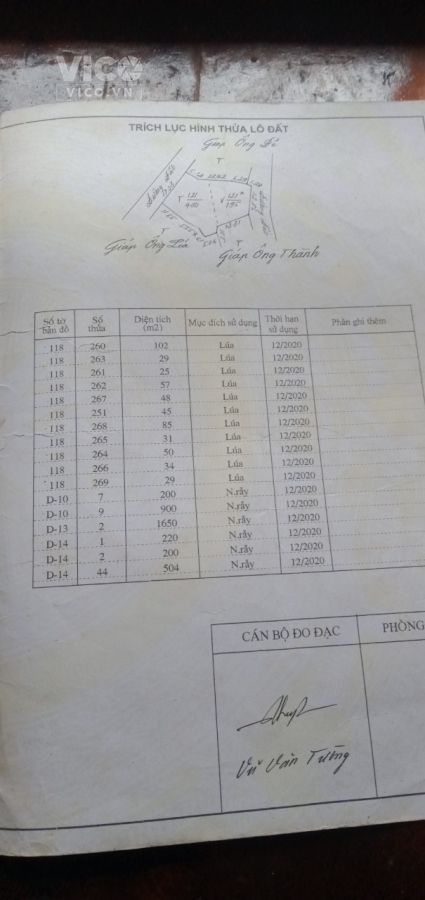 VICO
VICO.VN
TRÍCH LỤC HÌNH THỬA LÔ ĐẤT
Giáp Ông
T
đường đất
T 121
T
Giáp Ông Thành
Số tờ bản đồ Số thửa Diện tích (m2) Mục đích sử dụng Thời hạn sử dụng Phần ghi thêm
118 260 102 Lúa 12/2020
118 263 29 Lúa 12/2020
118 261 25 Lúa 12/2020
118 262 57 Lúa 12/2020
118 267 48 Lúa 12/2020
118 251 45 Lúa 12/2020
118 268 85 Lúa 12/2020
118 265 31 Lúa 12/2020
118 264 50 Lúa 12/2020
118 266 34 Lúa 12/2020
118 269 29 Lúa 12/2020
D-10 7 200 N.rẫy 12/2020
D-10 9 900 N.rẫy 12/2020
D-13 2 1650 N.rẫy 12/2020
D-14 1 220 N.rẫy 12/2020
D-14 2 200 N.rẫy 12/2020
D-14 44 504 N.rẫy 12/2020
CÁN BỘ ĐO ĐẠC PHÒNG
Vũ Văn Tường